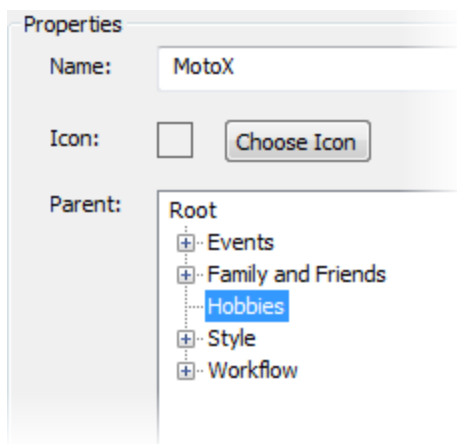 Properties
Name: MotoX
Icon: Choose Icon
Parent: Root
Events
Family and Friends
Hobbies
Style
Workflow